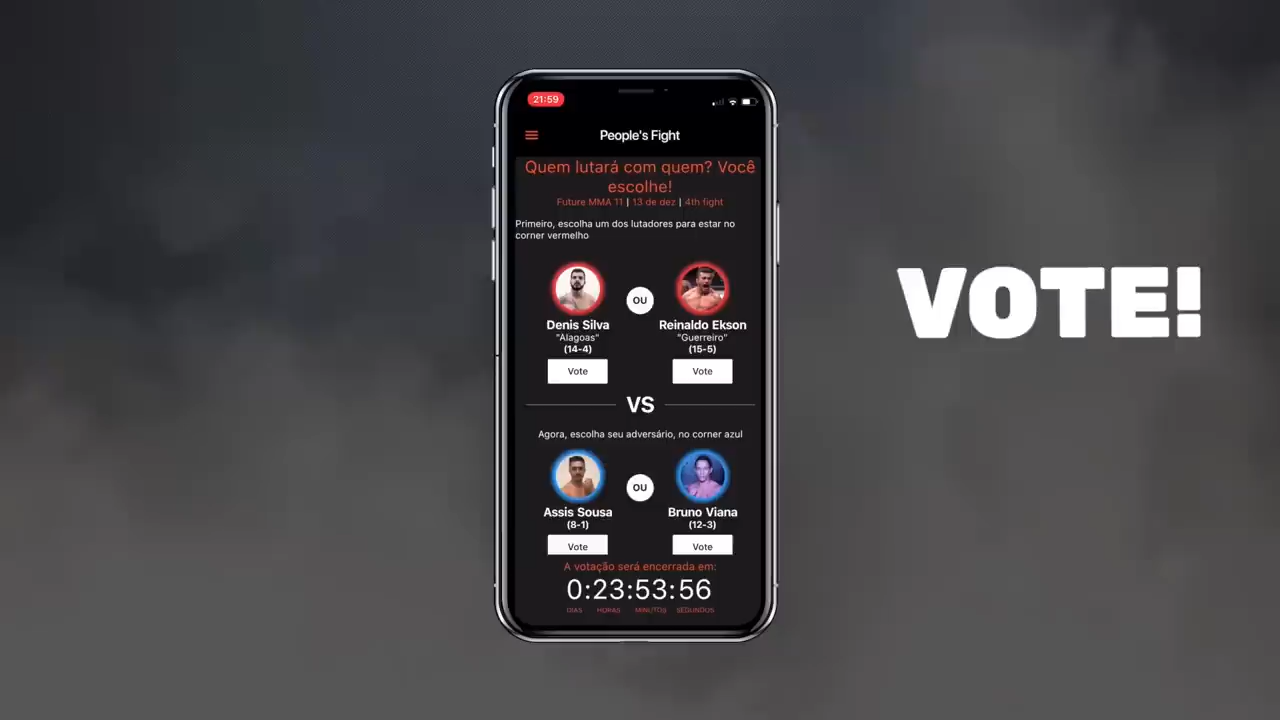 21:59
People's Fight
Quem lutará com quem? Você
escolhe!
Future MMA 11 | 13 de dez | 4th fight
Primeiro, escolha um dos lutadores para estar no
corner vermelho
OU
Denis Silva
Reinaldo Ekson
"Alagoas"
"Guerreiro"
(14-4)
(15-5)
Vote
Vote
VS
Agora, escolha seu adversário, no corner azul
OU
Assis Sousa
Bruno Viana
(8-1)
(12-3)
Vote
Vote
A votação será encerrada em:
0:23:53:56
DIAS HORAS MINUTOS SEGUNDOS
VOTE!